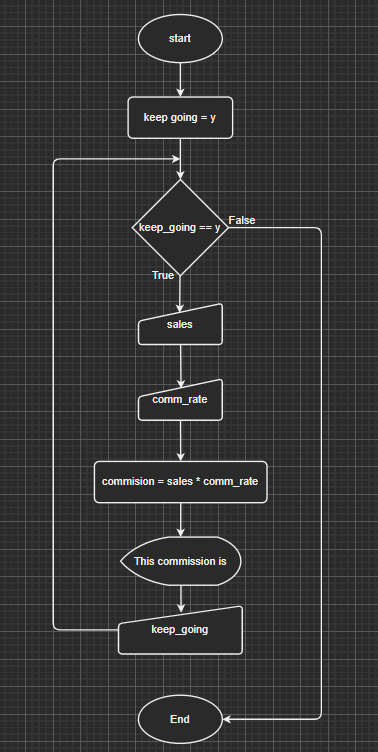 start
keep going = y
keep_going == y
False
True
sales
comm_rate
commision = sales * comm_rate
This commission is
keep_going
End